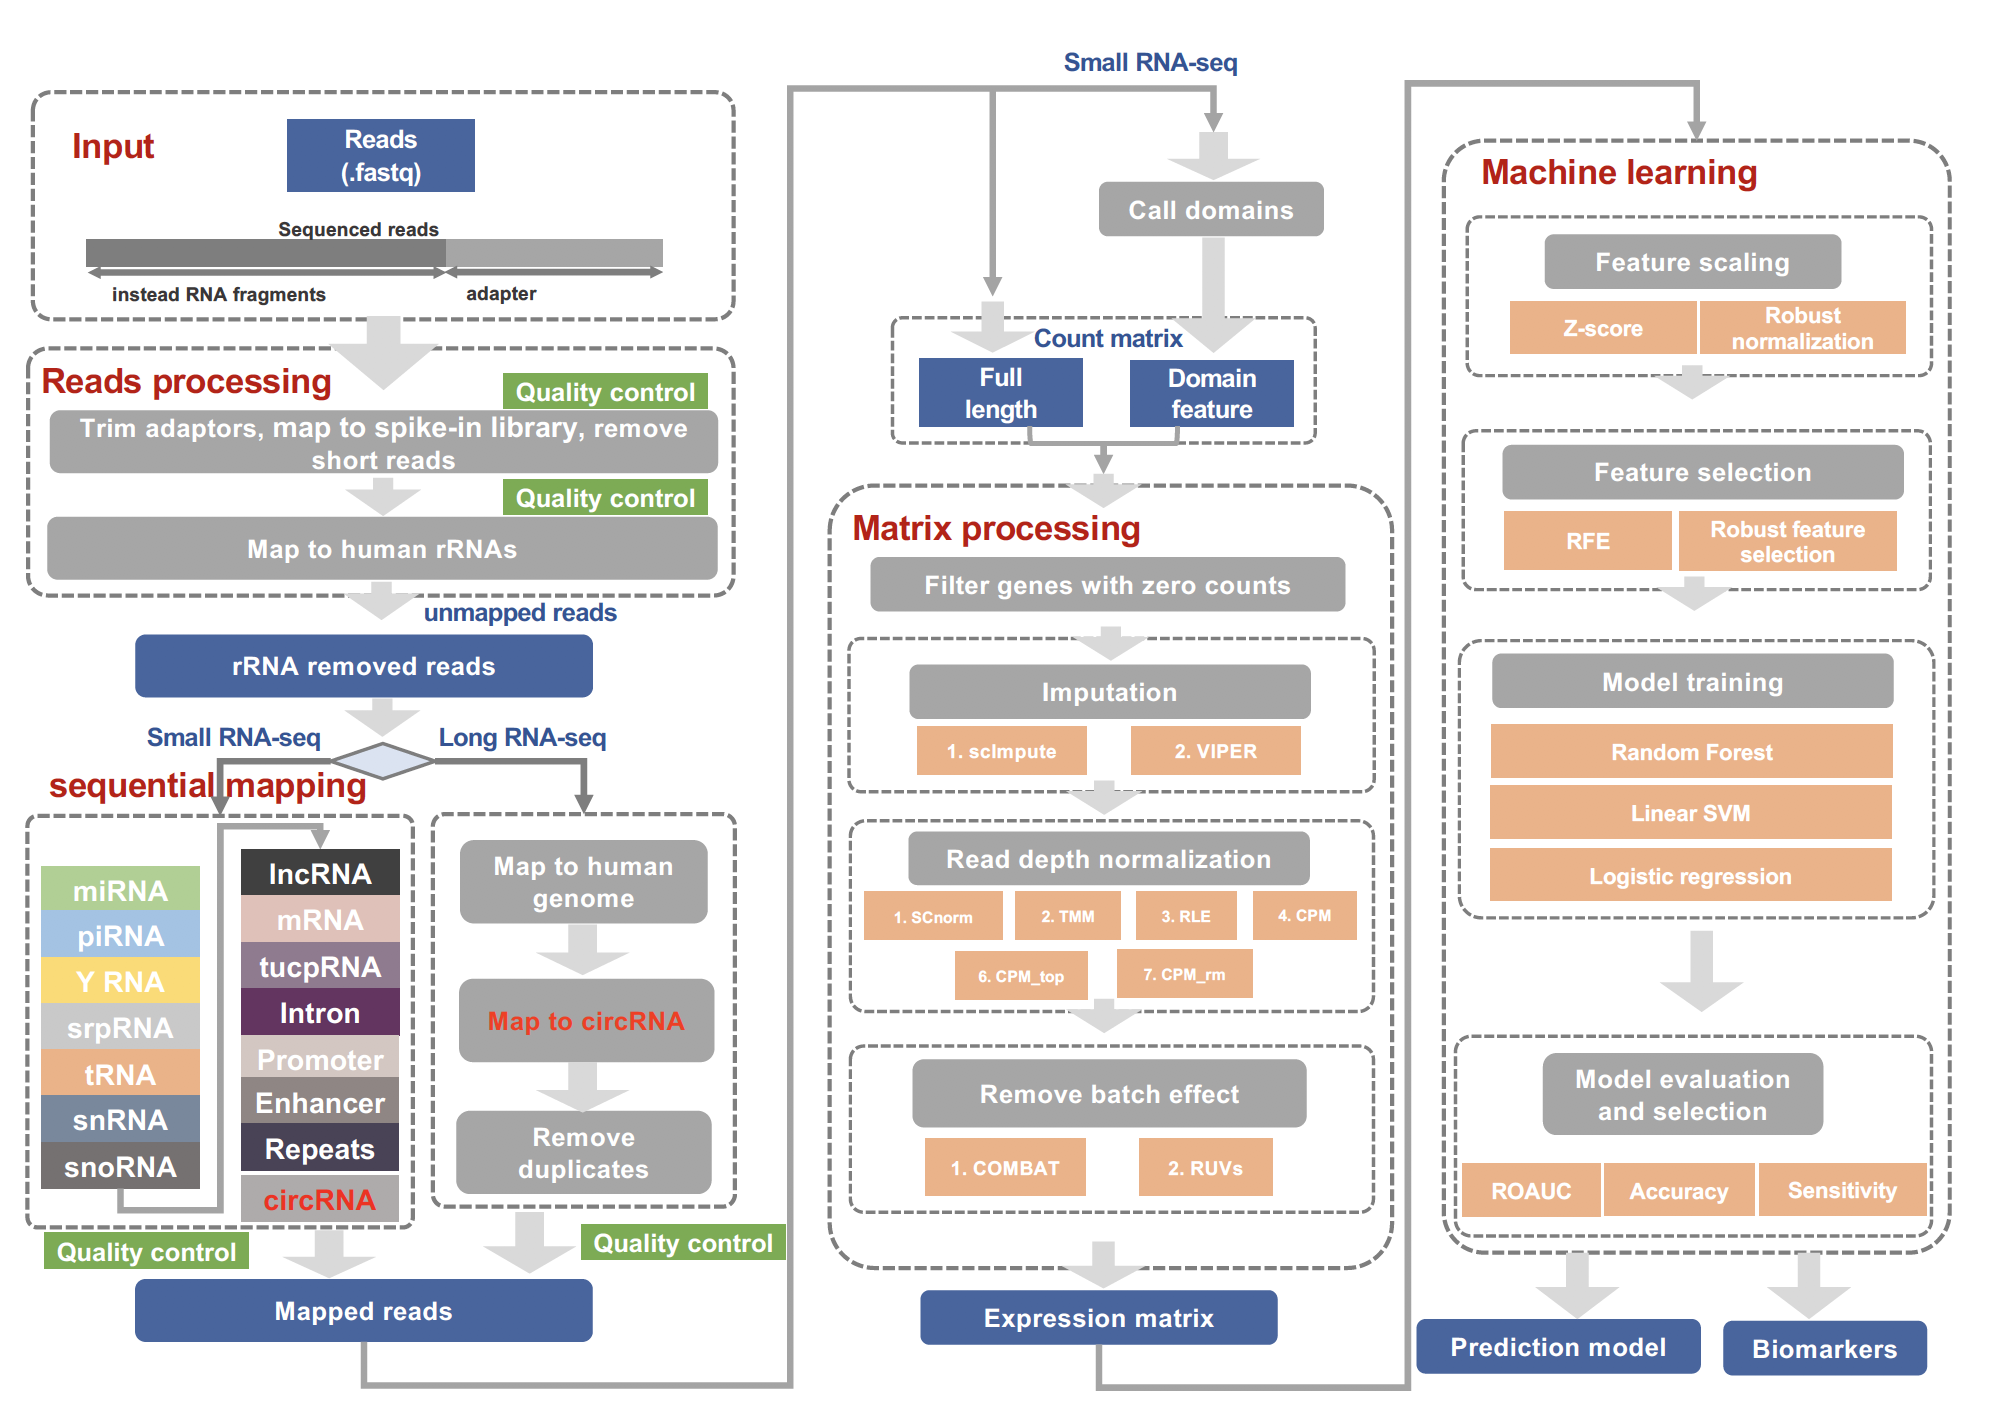 Input
Reads
(.fastq)
Sequenced reads
instead RNA fragments
adapter
Reads processing
Quality control
Trim adaptors, map to spike-in library, remove
short reads
Quality control
Map to human rRNAs
unmapped reads
rRNA removed reads
Small RNA-seq
Long RNA-seq
sequential mapping
miRNA
piRNA
Y RNA
srpRNA
tRNA
snRNA
snoRNA
lncRNA
mRNA
tucpRNA
Intron
Promoter
Enhancer
Repeats
circRNA
Map to human
genome
Map to circRNA
Remove
duplicates
Quality control
Quality control
Mapped reads
Small RNA-seq
Call domains
Count matrix
Full
length
Domain
feature
Matrix processing
Filter genes with zero counts
Imputation
1. scImpute
2. VIPER
Read depth normalization
1. SCnorm
2. TMM
3. RLE
4. CPM
6. CPM_top
7. CPM_rm
Remove batch effect
1. COMBAT
2. RUVs
Expression matrix
Machine learning
Feature scaling
Z-score
Robust
normalization
Feature selection
RFE
Robust feature
selection
Model training
Random Forest
Linear SVM
Logistic regression
Model evaluation
and selection
ROAUC
Accuracy
Sensitivity
Prediction model
Biomarkers